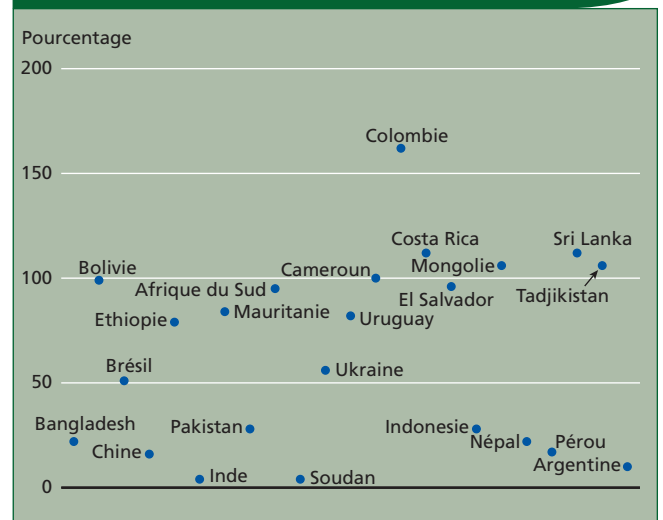 Pourcentage
200
Colombie
150
Costa Rica
Sri Lanka
Bolivie
Cameroun
Mongolie
100
Afrique du Sud
El Salvador
Tadjikistan
Ethiopie
Mauritanie
Uruguay
Brésil
Ukraine
50
Bangladesh
Pakistan
Indonesie
Népal
Pérou
Chine
Argentine
Inde
Soudan
0